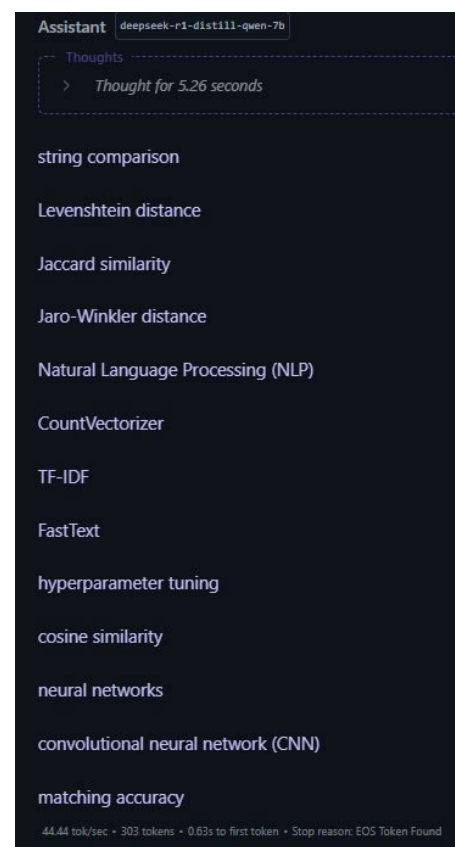 Assistant deepseek-r1-distill-qwen-7b
Thoughts
> Thought for 5.26 seconds
string comparison
Levenshtein distance
Jaccard similarity
Jaro-Winkler distance
Natural Language Processing (NLP)
CountVectorizer
TF-IDF
FastText
hyperparameter tuning
cosine similarity
neural networks
convolutional neural network (CNN)
matching accuracy
44.44 tok/sec • 303 tokens • 0.63s to first token • Stop reason: EOS Token Found